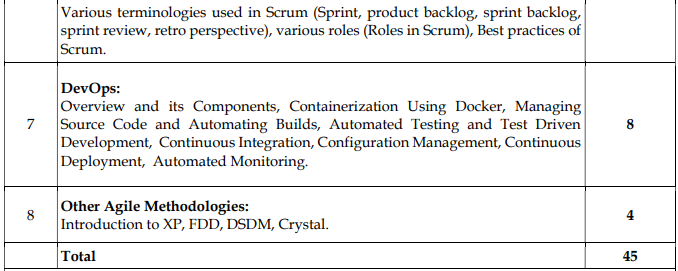 Various terminologies used in Scrum (Sprint, product backlog, sprint backlog,
sprint review, retro perspective), various roles (Roles in Scrum), Best practices of
Scrum.
DevOps:
Overview and its Components, Containerization Using Docker, Managing
7 Source Code and Automating Builds, Automated Testing and Test Driven 8
Development, Continuous Integration, Configuration Management, Continuous
Deployment, Automated Monitoring.
8 Other Agile Methodologies: 4
Introduction to XP, FDD, DSDM, Crystal.
Total 45